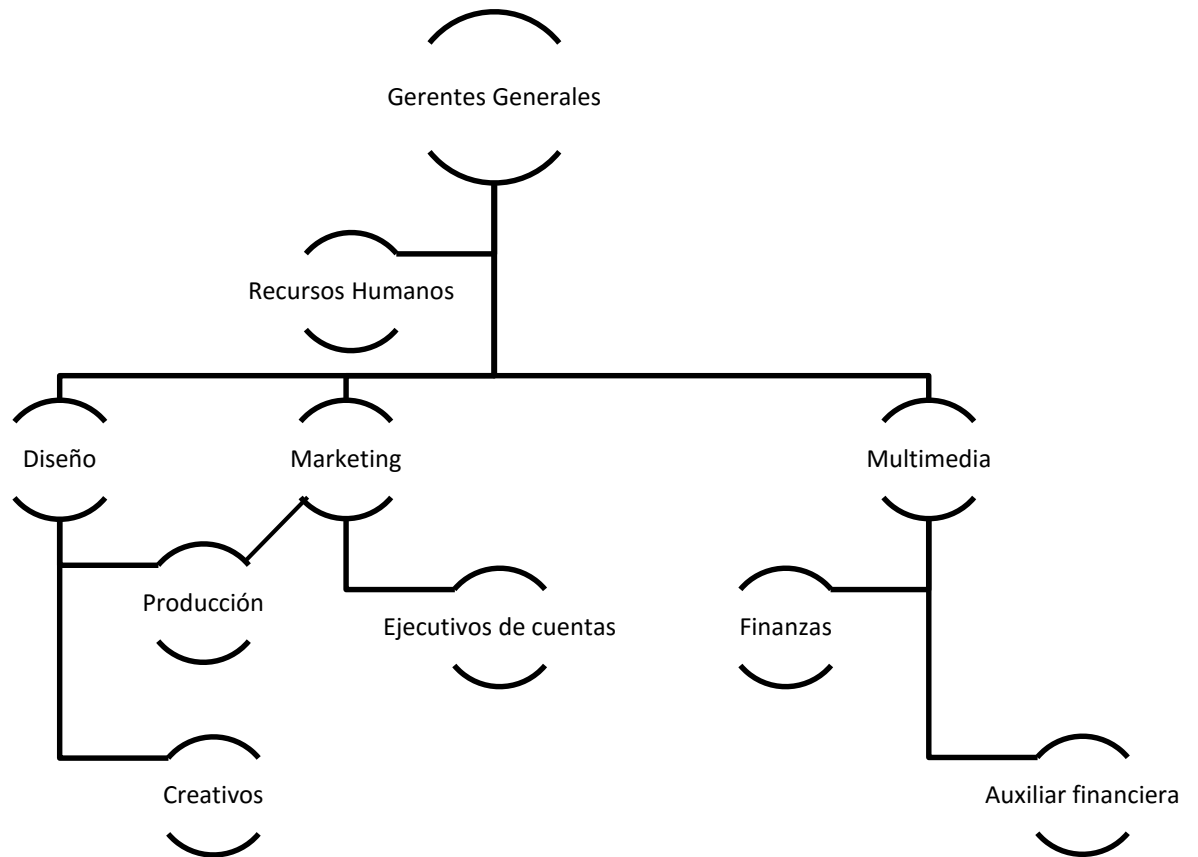 Gerentes Generales
Recursos Humanos
Diseño
Marketing
Multimedia
Producción
Ejecutivos de cuentas
Finanzas
Creativos
Auxiliar financiera